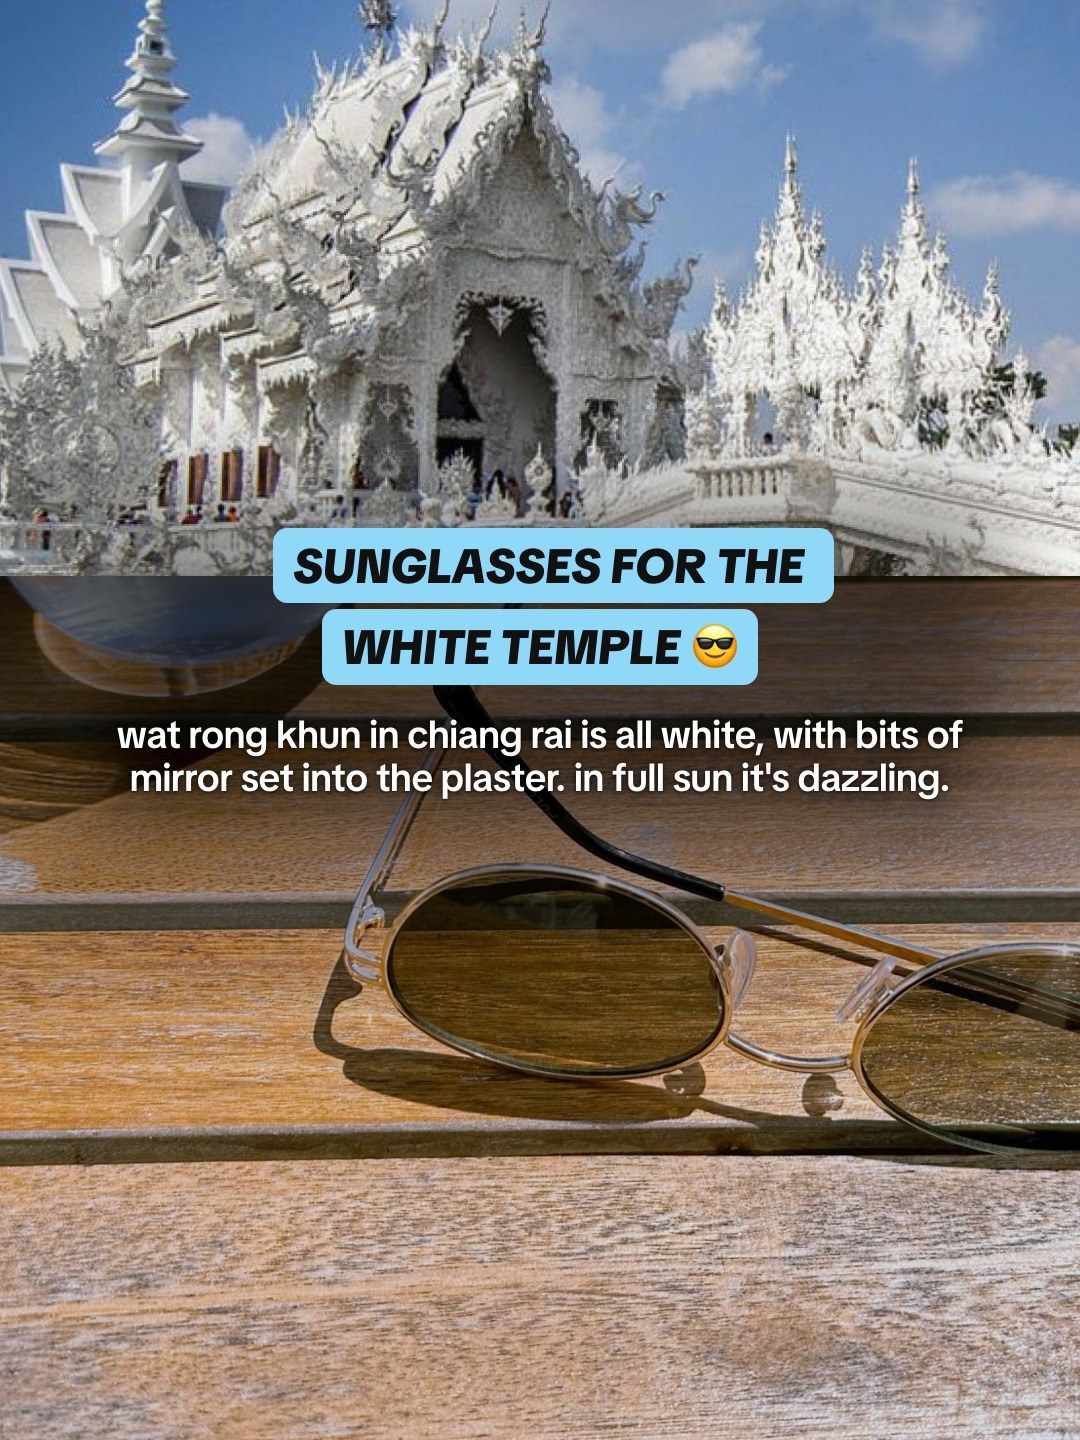 SUNGLASSES FOR THE
WHITE TEMPLE 😎
wat rong khun in chiang rai is all white, with bits of
mirror set into the plaster. in full sun it's dazzling.